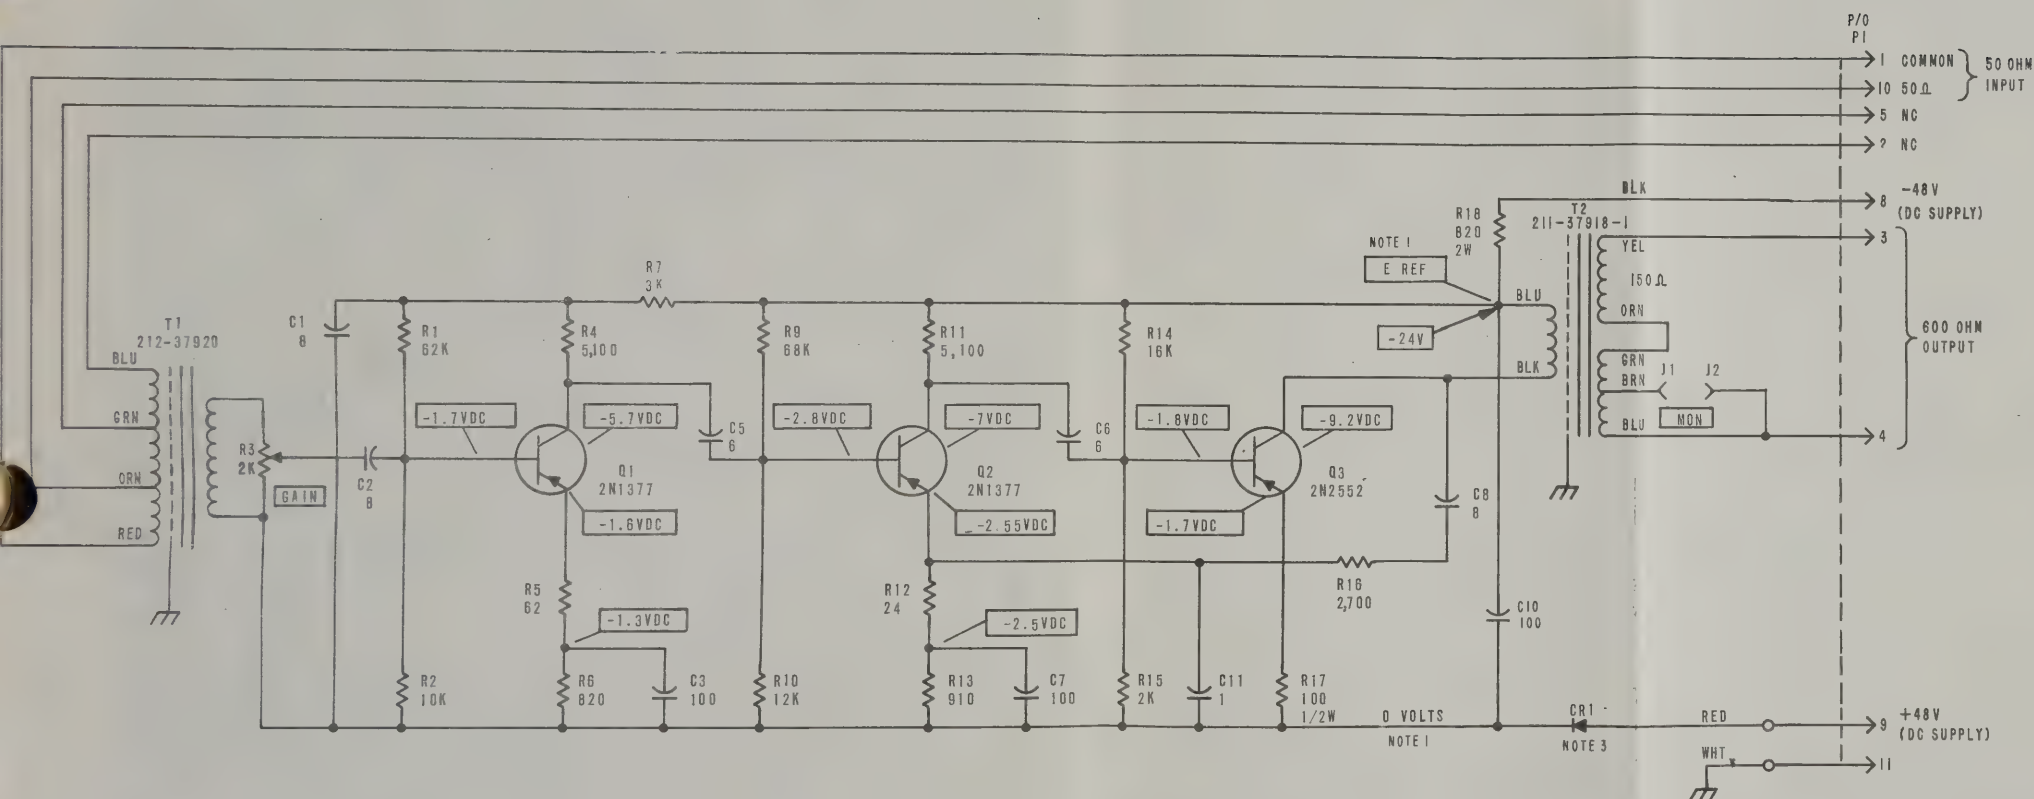 P/O
P1
1 COMMON
10 50Ω
50 OHM
INPUT
5 NC
2 NC
BLK
8
-48V
(DC SUPPLY)
R18
820
2W
T2
211-37918-1
3
YEL
150Ω
ORN
NOTE 1
E REF
-24V
BLU
BLK
GRN
BRN
J1
J2
MON
BLU
4
600 OHM
OUTPUT
R7
3K
T1
212-37920
BLU
GRN
ORN
RED
C1
8
R1
62K
R4
5,100
R9
68K
R11
5,100
R14
16K
R3
2K
GAIN
C2
8
-1.7VDC
-5.7VDC
C5
6
-2.8VDC
-7VDC
C6
6
-1.8VDC
-9.2VDC
Q1
2N1377
-1.6VDC
Q2
2N1377
-2.55VDC
Q3
2N2552
-1.7VDC
C8
8
R5
62
-1.3VDC
R12
24
-2.5VDC
R16
2,700
C10
100
R2
10K
R6
820
C3
100
R10
12K
R13
910
C7
100
R15
2K
C11
1
R17
100
1/2W
0 VOLTS
NOTE 1
CR1
NOTE 3
RED
9
+48V
(DC SUPPLY)
WHT
11